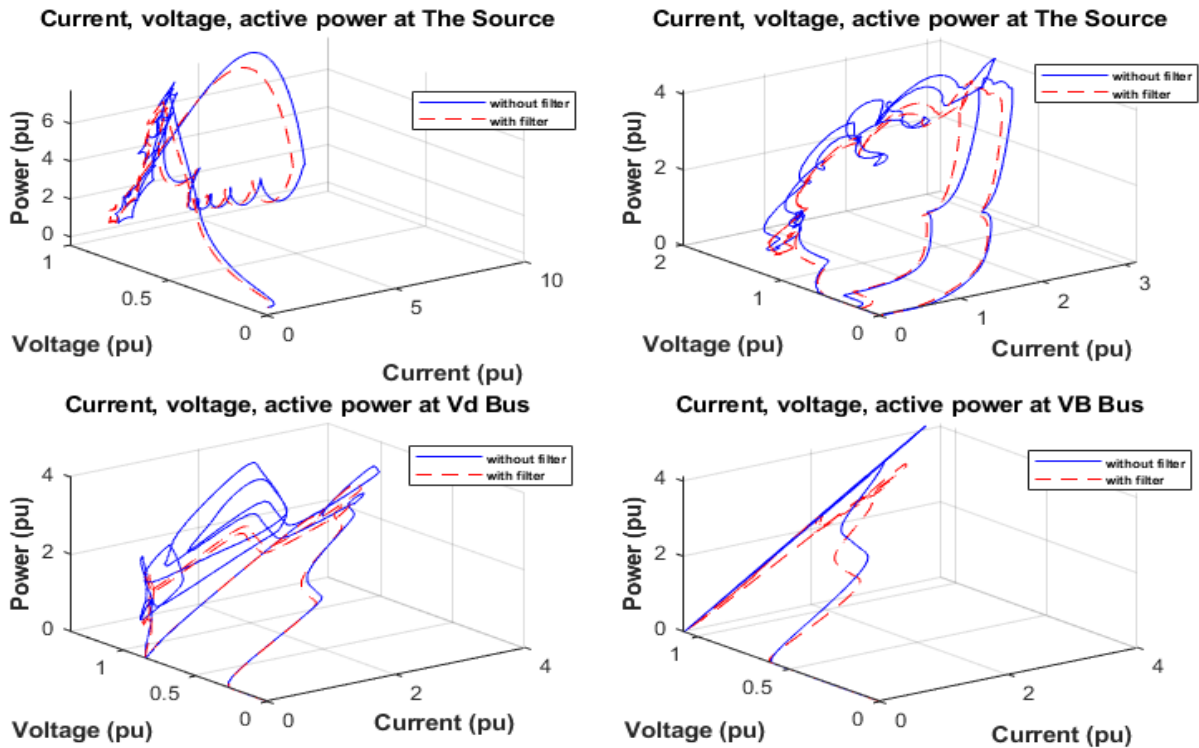 Current, voltage, active power at The Source
without filter
with filter
Power (pu)
6
4
2
0
1
0.5
0
0
5
10
Voltage (pu)
Current (pu)
Current, voltage, active power at The Source
without filter
with filter
Power (pu)
4
2
0
2
1
0
0
1
2
3
Voltage (pu)
Current (pu)
Current, voltage, active power at Vd Bus
without filter
with filter
Power (pu)
4
2
0
1
0.5
0
0
2
4
Voltage (pu)
Current (pu)
Current, voltage, active power at VB Bus
without filter
with filter
Power (pu)
4
2
0
1
0.5
0
0
2
4
Voltage (pu)
Current (pu)